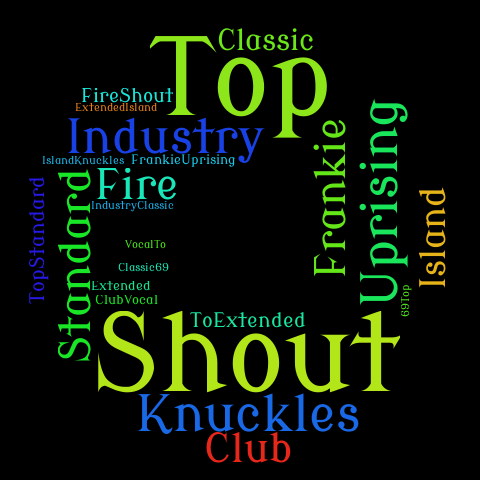 Classic
Top
FireShout
ExtendedIsland
Industry
IslandKnuckles
FrankieUprising
Fire
IndustryClassic
Frankie
Uprising
Island
TopStandard
Standard
VocalTo
Classic69
Extended
ClubVocal
69Top
ToExtended
Shout
Knuckles
Club